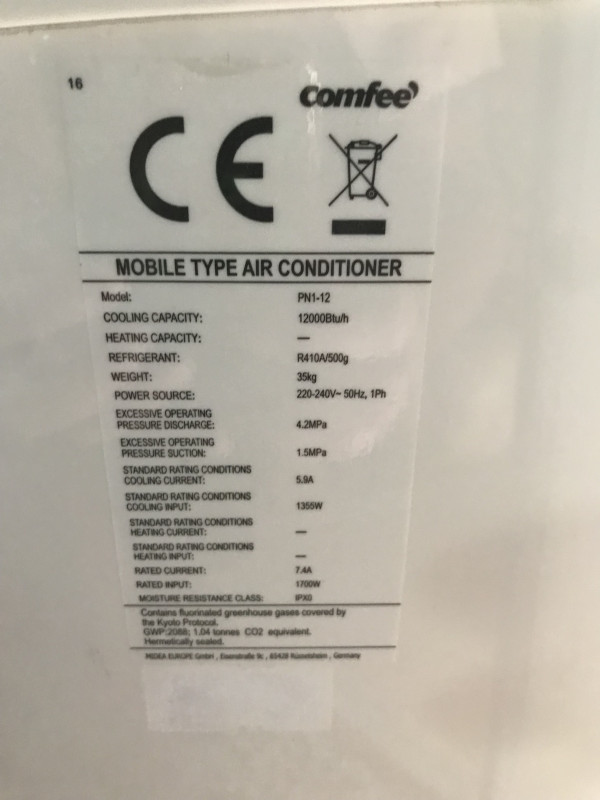 16
comfee'
CE
MOBILE TYPE AIR CONDITIONER
Model: PN1-12
COOLING CAPACITY: 12000Btu/h
HEATING CAPACITY: —
REFRIGERANT: R410A/500g
WEIGHT: 35kg
POWER SOURCE: 220-240V~ 50Hz, 1Ph
EXCESSIVE OPERATING
PRESSURE DISCHARGE: 4.2MPa
EXCESSIVE OPERATING
PRESSURE SUCTION: 1.5MPa
STANDARD RATING CONDITIONS
COOLING CURRENT: 5.9A
STANDARD RATING CONDITIONS
COOLING INPUT: 1355W
STANDARD RATING CONDITIONS
HEATING CURRENT: —
STANDARD RATING CONDITIONS
HEATING INPUT: —
RATED CURRENT: 7.4A
RATED INPUT: 1700W
MOISTURE RESISTANCE CLASS: IPX0
Contains fluorinated greenhouse gases covered by
the Kyoto Protocol.
GWP:2088; 1.04 tonnes CO2 equivalent.
Hermetically sealed.
MIDEA EUROPE GmbH , Eisenstraße 9c , 65428 Rüsselsheim , Germany